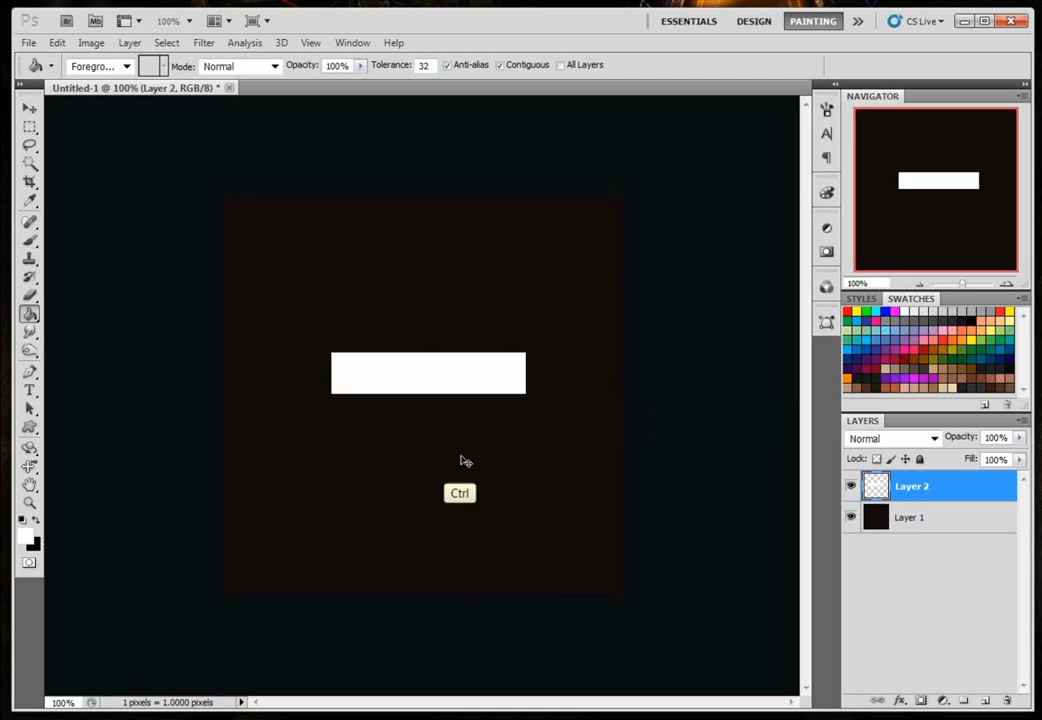 Ps Br Mb 100% ESSENTIALS DESIGN PAINTING CS Live
File Edit Image Layer Select Filter Analysis 3D View Window Help
Foregro... Mode: Normal Opacity: 100% Tolerance: 32 Anti-alias Contiguous All Layers
Untitled-1 @ 100% (Layer 2, RGB/8) *
NAVIGATOR
100%
STYLES SWATCHES
LAYERS
Normal Opacity: 100%
Lock: Fill: 100%
Layer 2
Ctrl
Layer 1
100% 1 pixels = 1.0000 pixels